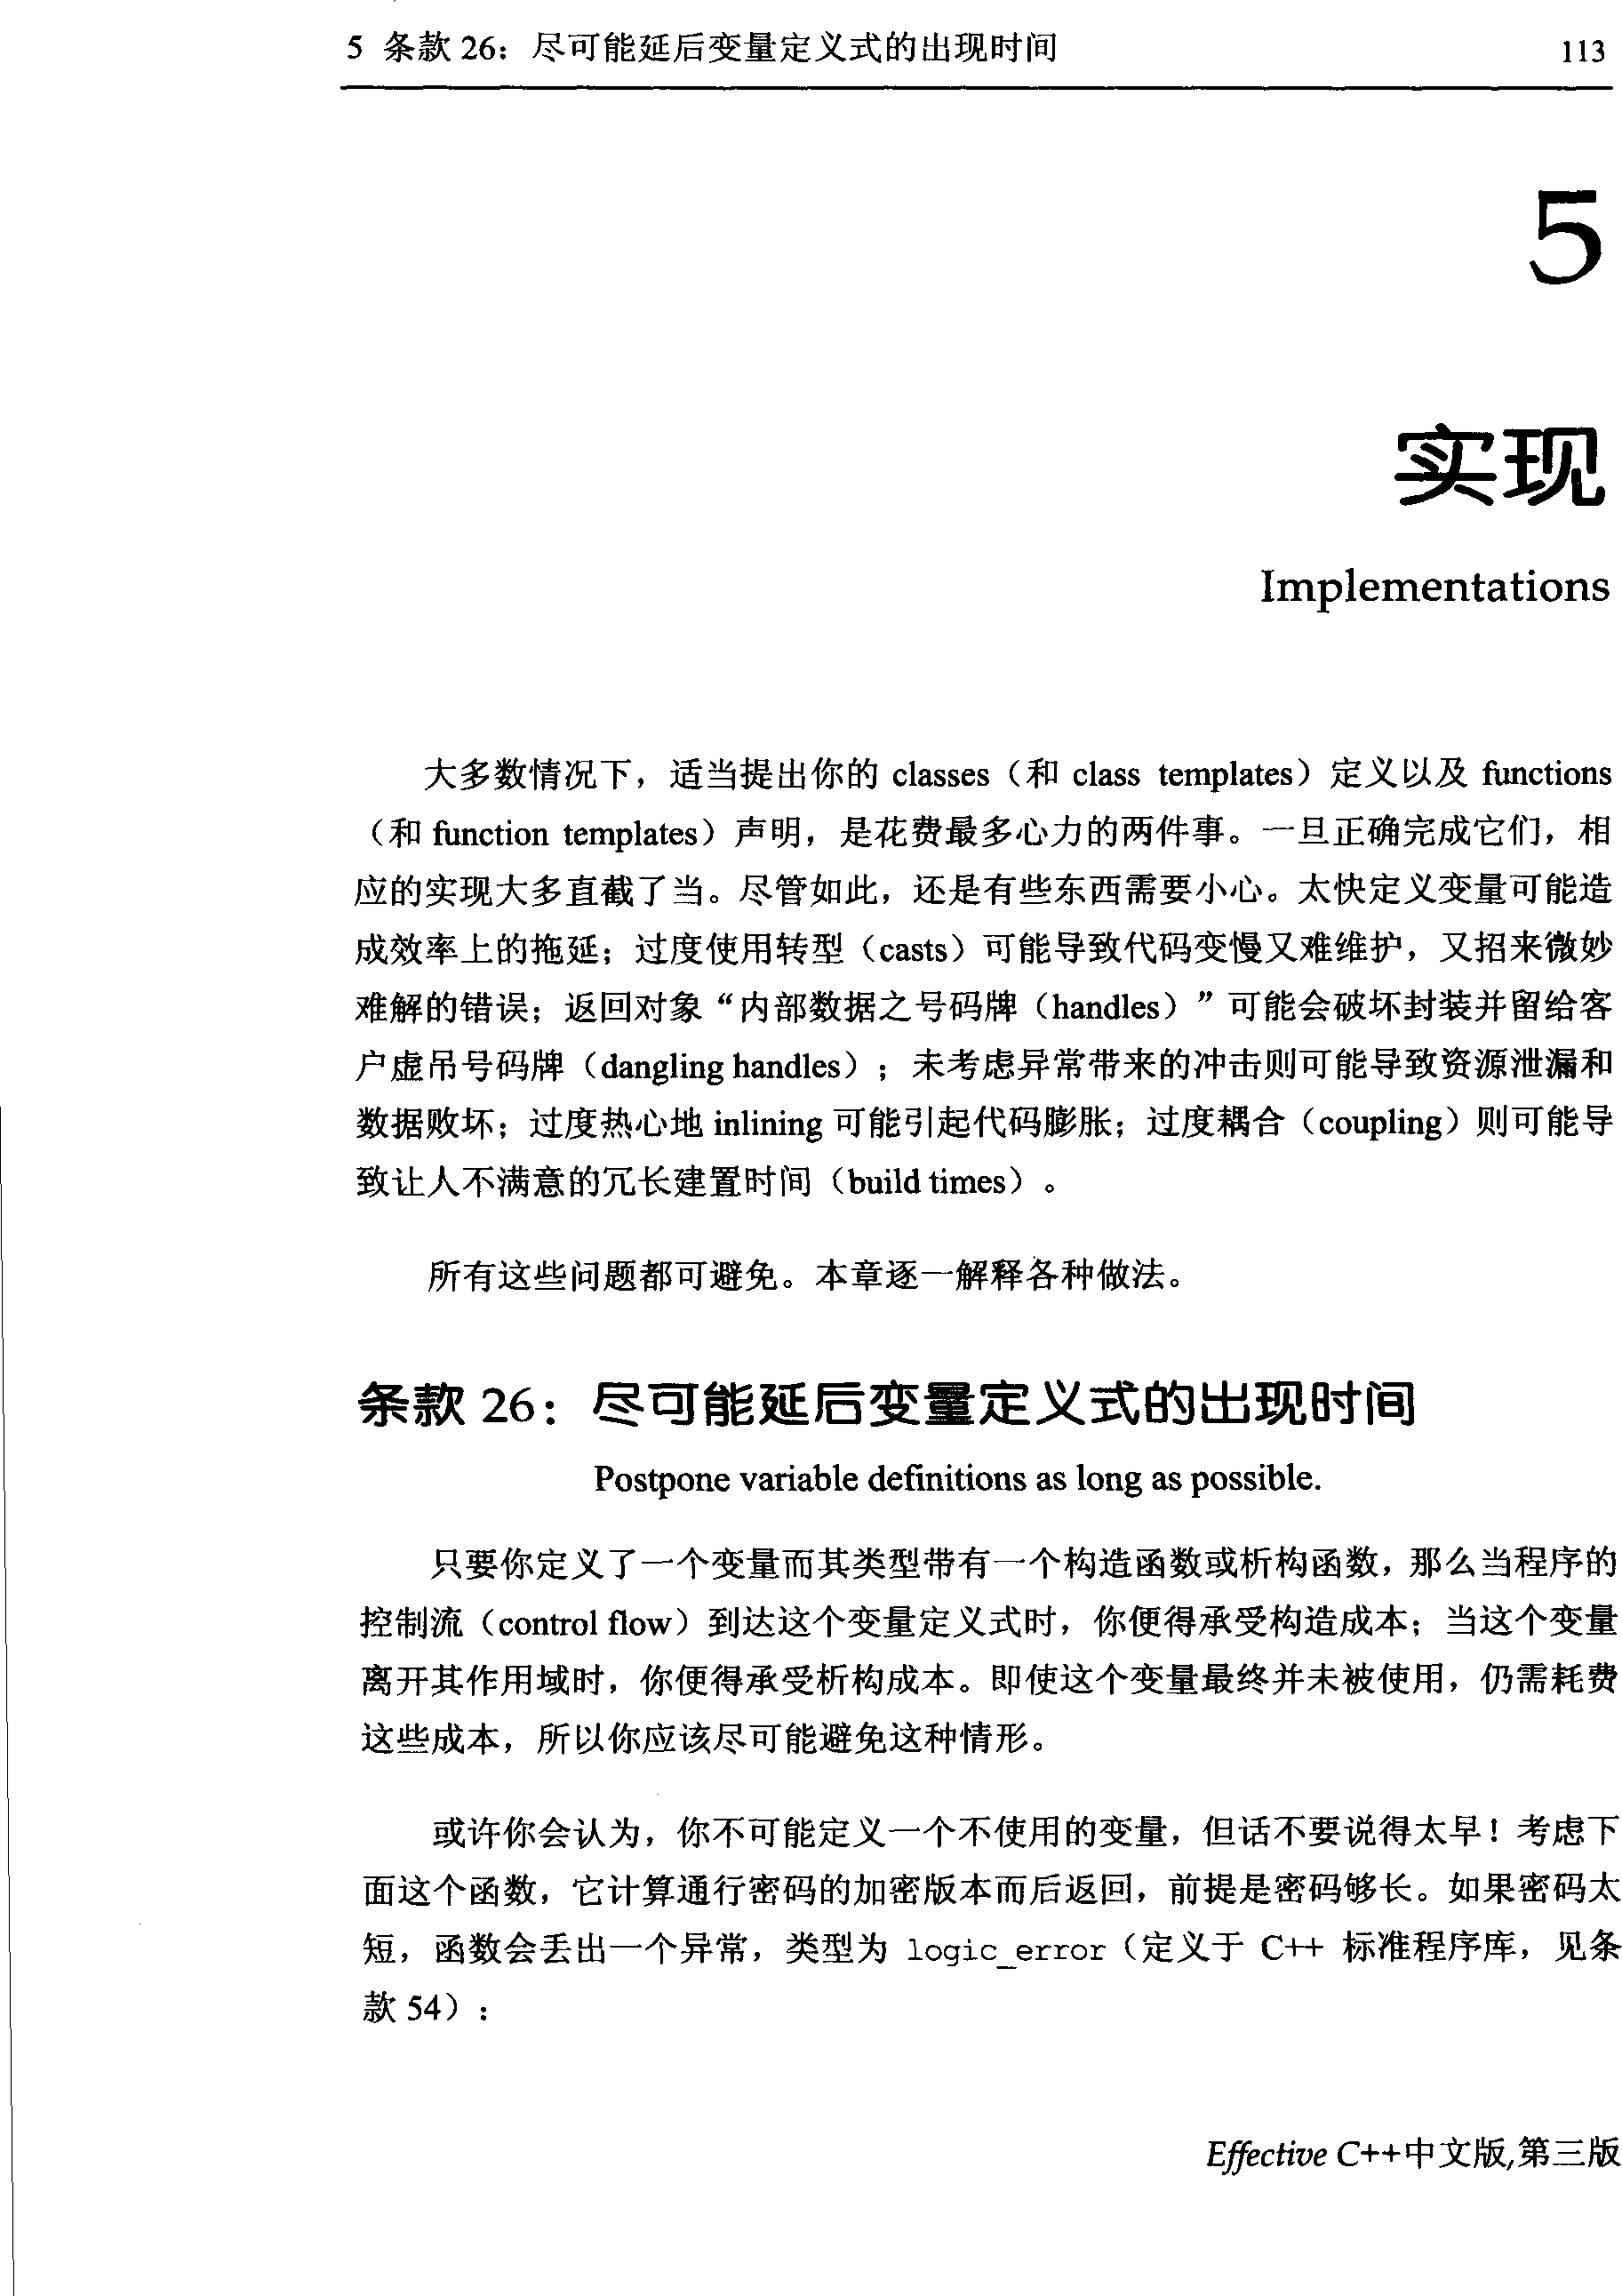 5 条款 26：尽可能延后变量定义式的出现时间 113
5
实现
Implementations
大多数情况下，适当提出你的 classes（和 class templates）定义以及 functions
（和 function templates）声明，是花费最多心力的两件事。一旦正确完成它们，相
应的实现大多直截了当。尽管如此，还是有些东西需要小心。太快定义变量可能造
成效率上的拖延；过度使用转型（casts）可能导致代码变慢又难维护，又招来微妙
难解的错误；返回对象“内部数据之号码牌（handles）”可能会破坏封装并留给客
户虚吊号码牌（dangling handles）；未考虑异常带来的冲击则可能导致资源泄漏和
数据败坏；过度热心地 inlining 可能引起代码膨胀；过度耦合（coupling）则可能导
致让人不满意的冗长建置时间（build times）。
所有这些问题都可避免。本章逐一解释各种做法。
条款 26：尽可能延后变量定义式的出现时间
Postpone variable definitions as long as possible.
只要你定义了一个变量而其类型带有一个构造函数或析构函数，那么当程序的
控制流（control flow）到达这个变量定义式时，你便得承受构造成本；当这个变量
离开其作用域时，你便得承受析构成本。即使这个变量最终并未被使用，仍需耗费
这些成本，所以你应该尽可能避免这种情形。
或许你会认为，你不可能定义一个不使用的变量，但话不要说得太早！考虑下
面这个函数，它计算通行密码的加密版本而后返回，前提是密码够长。如果密码太
短，函数会丢出一个异常，类型为 logic_error（定义于 C++ 标准程序库，见条
款 54）：
Effective C++中文版,第三版